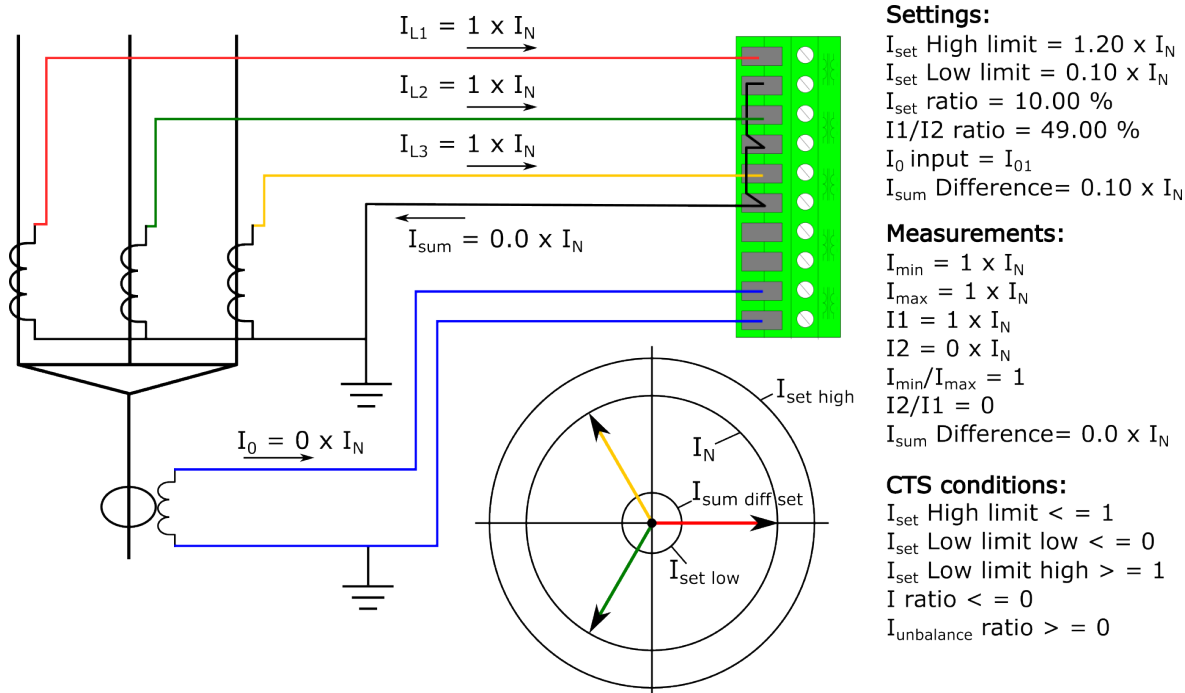 I_L1 = 1 x I_N
I_L2 = 1 x I_N
I_L3 = 1 x I_N
I_sum = 0.0 x I_N
I_0 = 0 x I_N
I_set high
I_N
I_sum diff set
I_set low
Settings:
I_set High limit = 1.20 x I_N
I_set Low limit = 0.10 x I_N
I_set ratio = 10.00 %
I1/I2 ratio = 49.00 %
I_0 input = I_01
I_sum Difference= 0.10 x I_N
Measurements:
I_min = 1 x I_N
I_max = 1 x I_N
I1 = 1 x I_N
I2 = 0 x I_N
I_min/I_max = 1
I2/I1 = 0
I_sum Difference= 0.0 x I_N
CTS conditions:
I_set High limit < = 1
I_set Low limit low < = 0
I_set Low limit high > = 1
I ratio < = 0
I_unbalance ratio > = 0